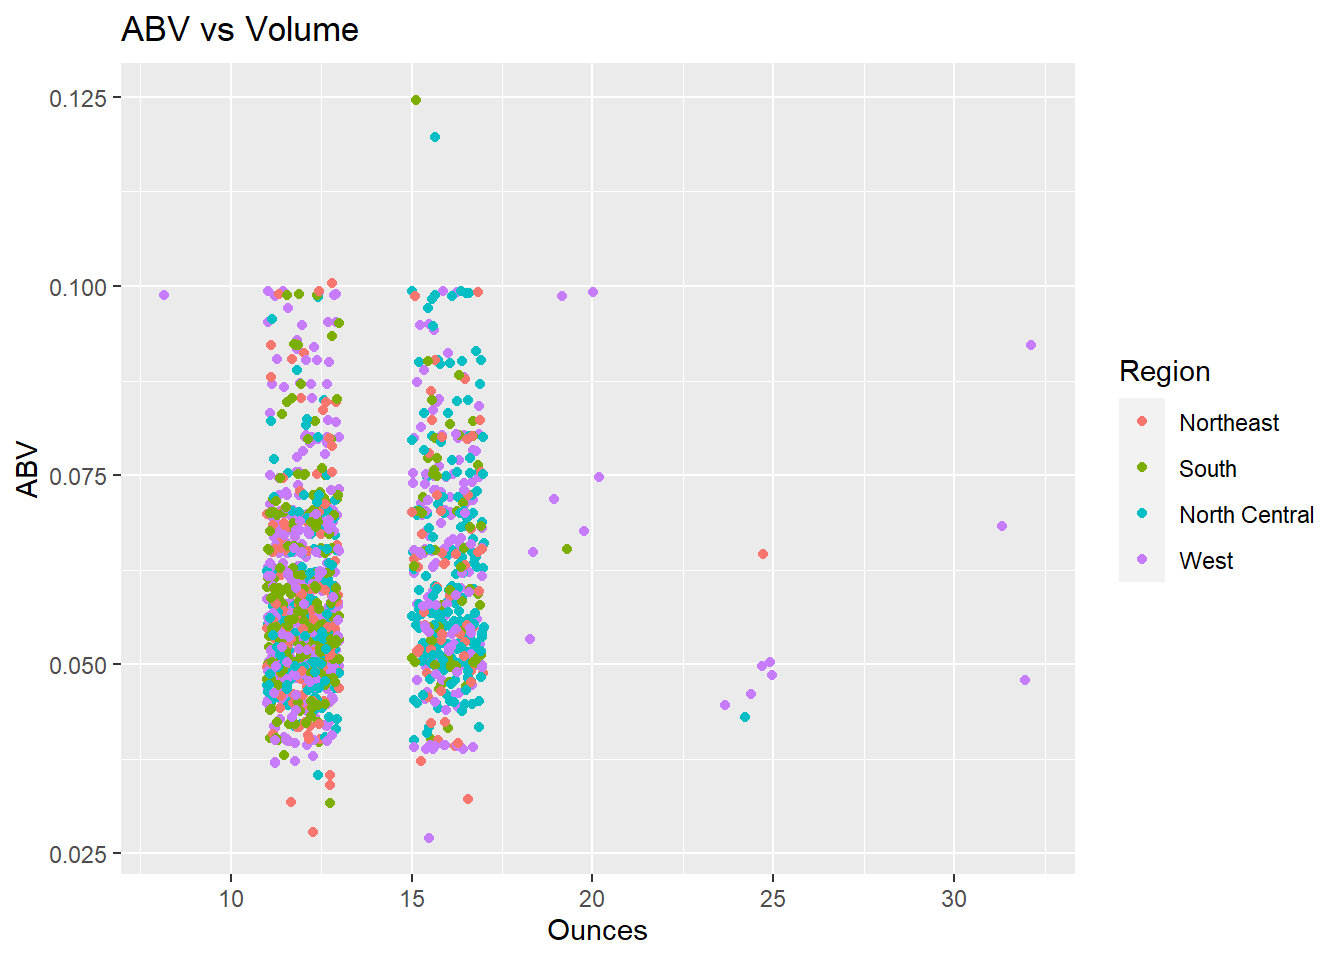 ABV vs Volume
0.125
0.100
0.075
0.050
0.025
ABV
10 15 20 25 30
Ounces
Region
Northeast
South
North Central
West